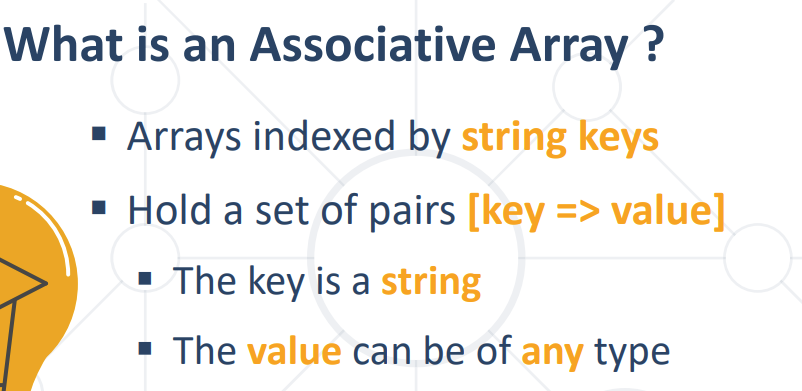 What is an Associative Array ?
▪ Arrays indexed by string keys
▪ Hold a set of pairs [key => value]
▪ The key is a string
▪ The value can be of any type